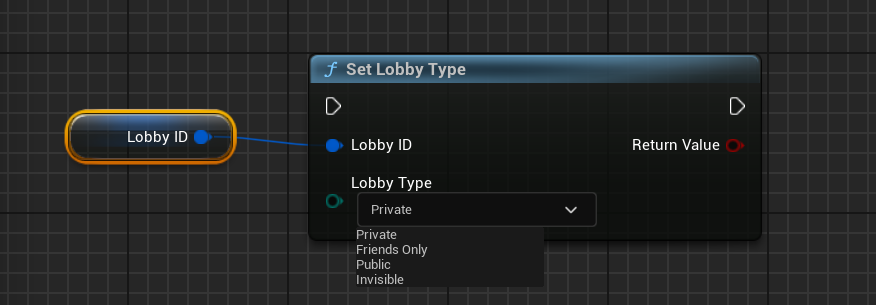 f Set Lobby Type
Lobby ID
Lobby ID
Return Value
Lobby Type
Private
Private
Friends Only
Public
Invisible